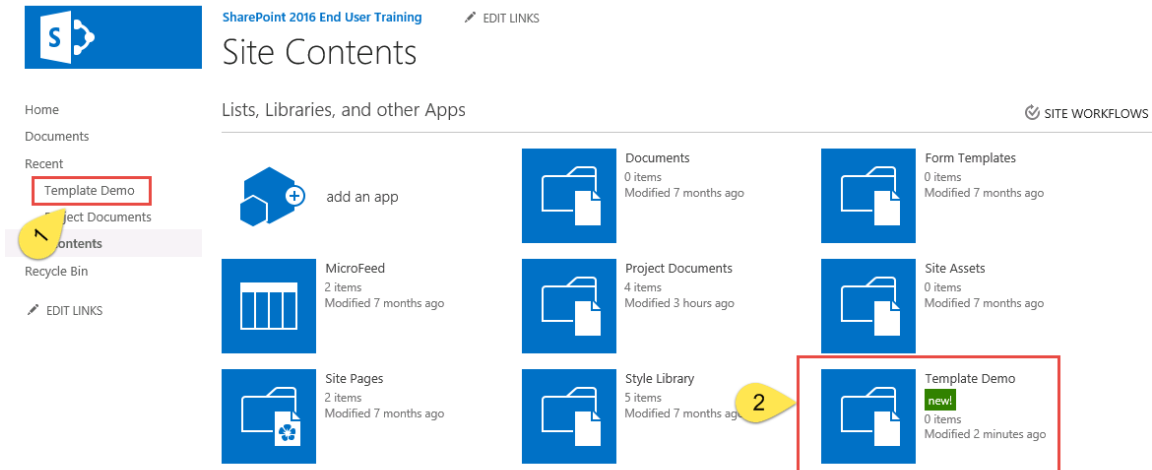 S
SharePoint 2016 End User Training
EDIT LINKS
Site Contents
Home
Documents
Recent
Template Demo
ject Documents
1
ontents
Recycle Bin
EDIT LINKS
Lists, Libraries, and other Apps
SITE WORKFLOWS
add an app
Documents
0 items
Modified 7 months ago
Form Templates
0 items
Modified 7 months ago
MicroFeed
2 items
Modified 7 months ago
Project Documents
4 items
Modified 3 hours ago
Site Assets
0 items
Modified 7 months ago
Site Pages
2 items
Modified 7 months ago
Style Library
5 items
Modified 7 months ago
2
Template Demo
new!
0 items
Modified 2 minutes ago